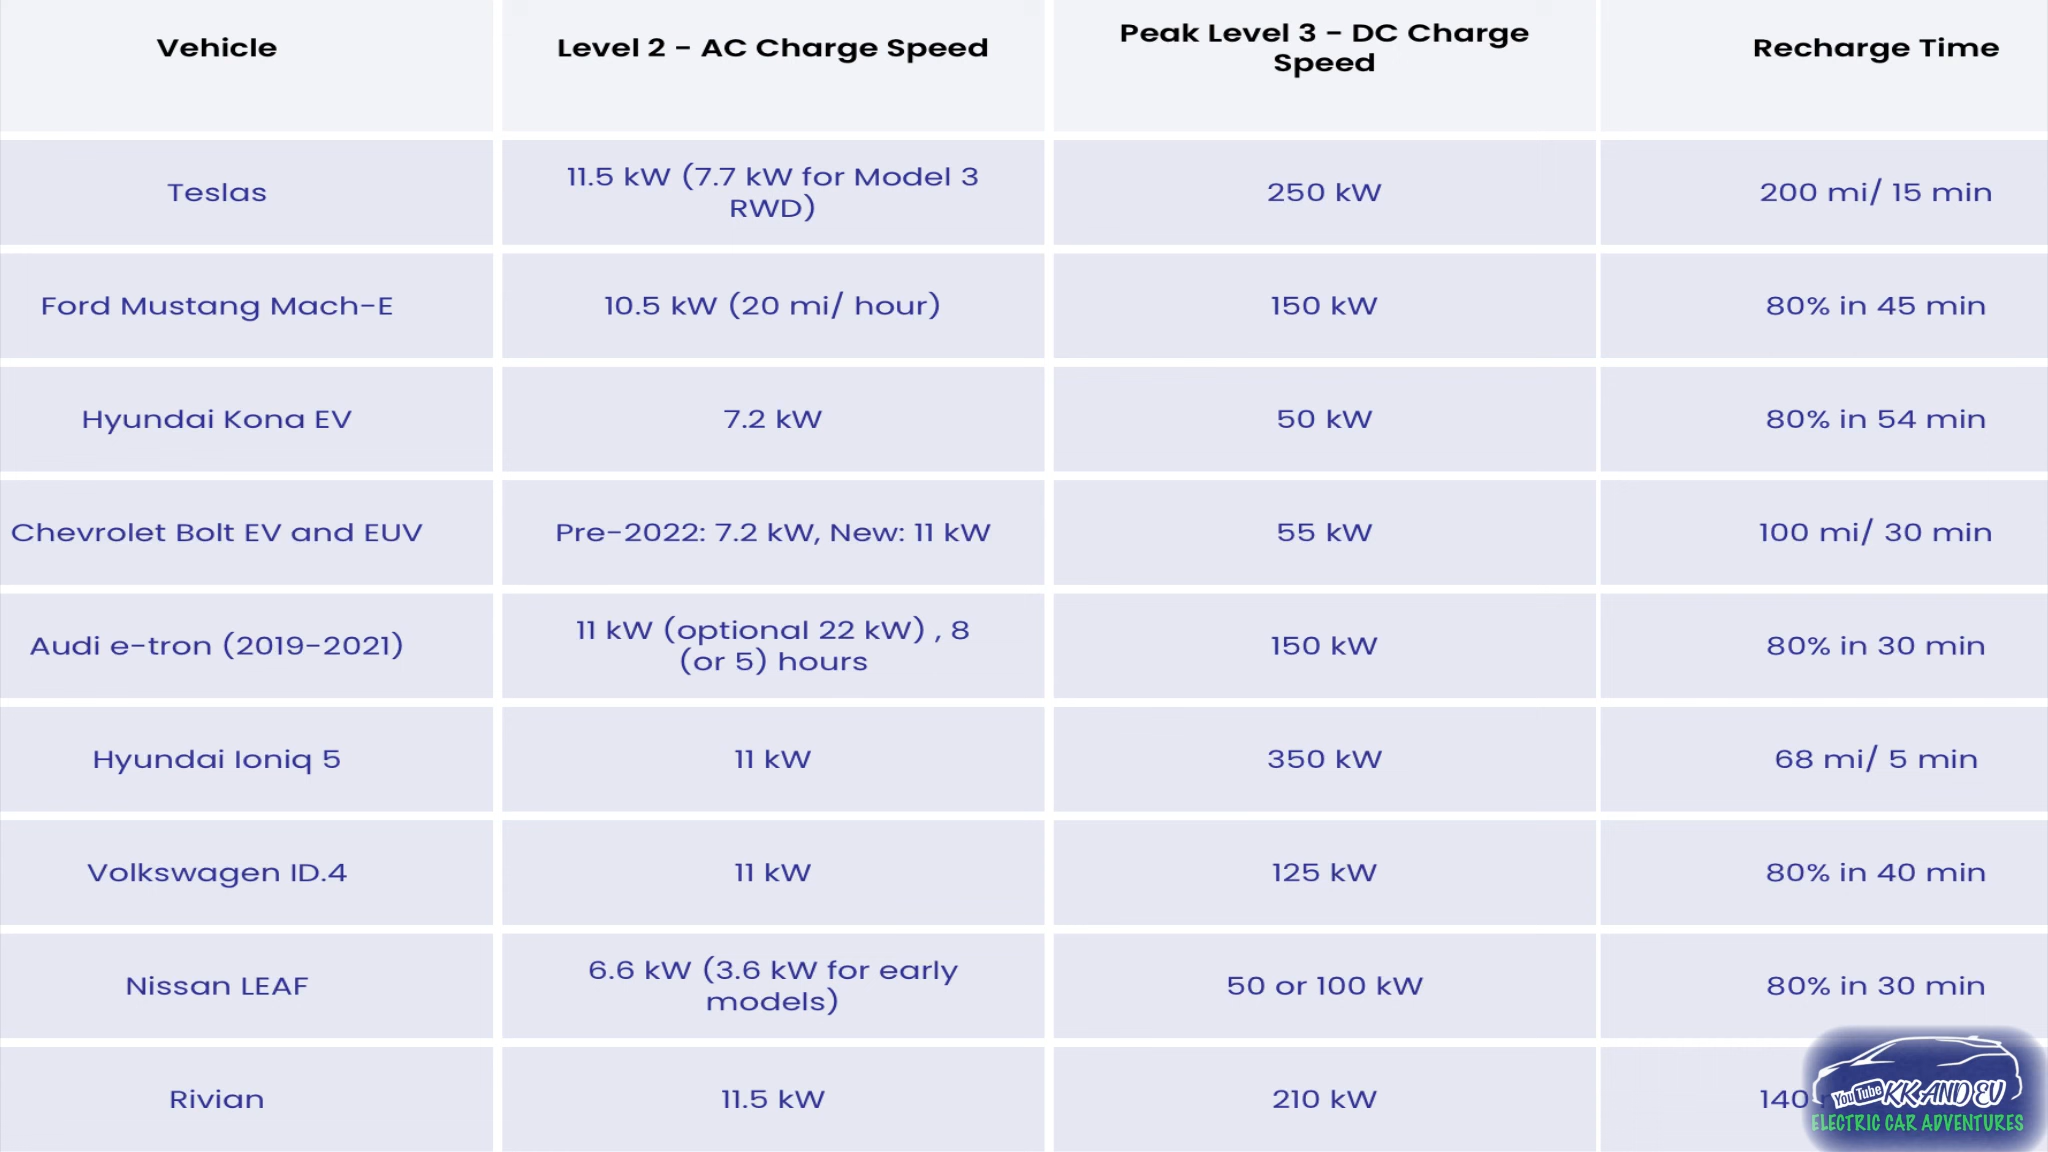 Vehicle
Level 2 - AC Charge Speed
Peak Level 3 - DC Charge
Speed
Recharge Time
Teslas
11.5 kW (7.7 kW for Model 3
RWD)
250 kW
200 mi/ 15 min
Ford Mustang Mach-E
10.5 kW (20 mi/ hour)
150 kW
80% in 45 min
Hyundai Kona EV
7.2 kW
50 kW
80% in 54 min
Chevrolet Bolt EV and EUV
Pre-2022: 7.2 kW, New: 11 kW
55 kW
100 mi/ 30 min
Audi e-tron (2019-2021)
11 kW (optional 22 kW) , 8
(or 5) hours
150 kW
80% in 30 min
Hyundai Ioniq 5
11 kW
350 kW
68 mi/ 5 min
Volkswagen ID.4
11 kW
125 kW
80% in 40 min
Nissan LEAF
6.6 kW (3.6 kW for early
models)
50 or 100 kW
80% in 30 min
Rivian
11.5 kW
210 kW
140
YouTube KK AND EV
ELECTRIC CAR ADVENTURES